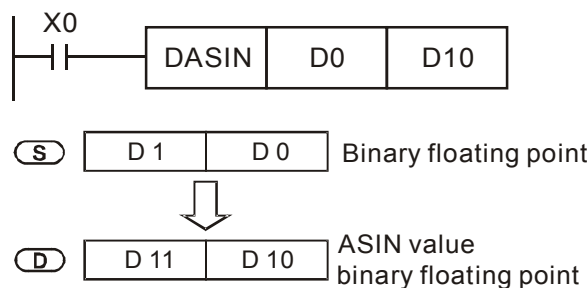 X0
DASIN D0 D10
S D 1 D 0 Binary floating point
D D 11 D 10 ASIN value
binary floating point